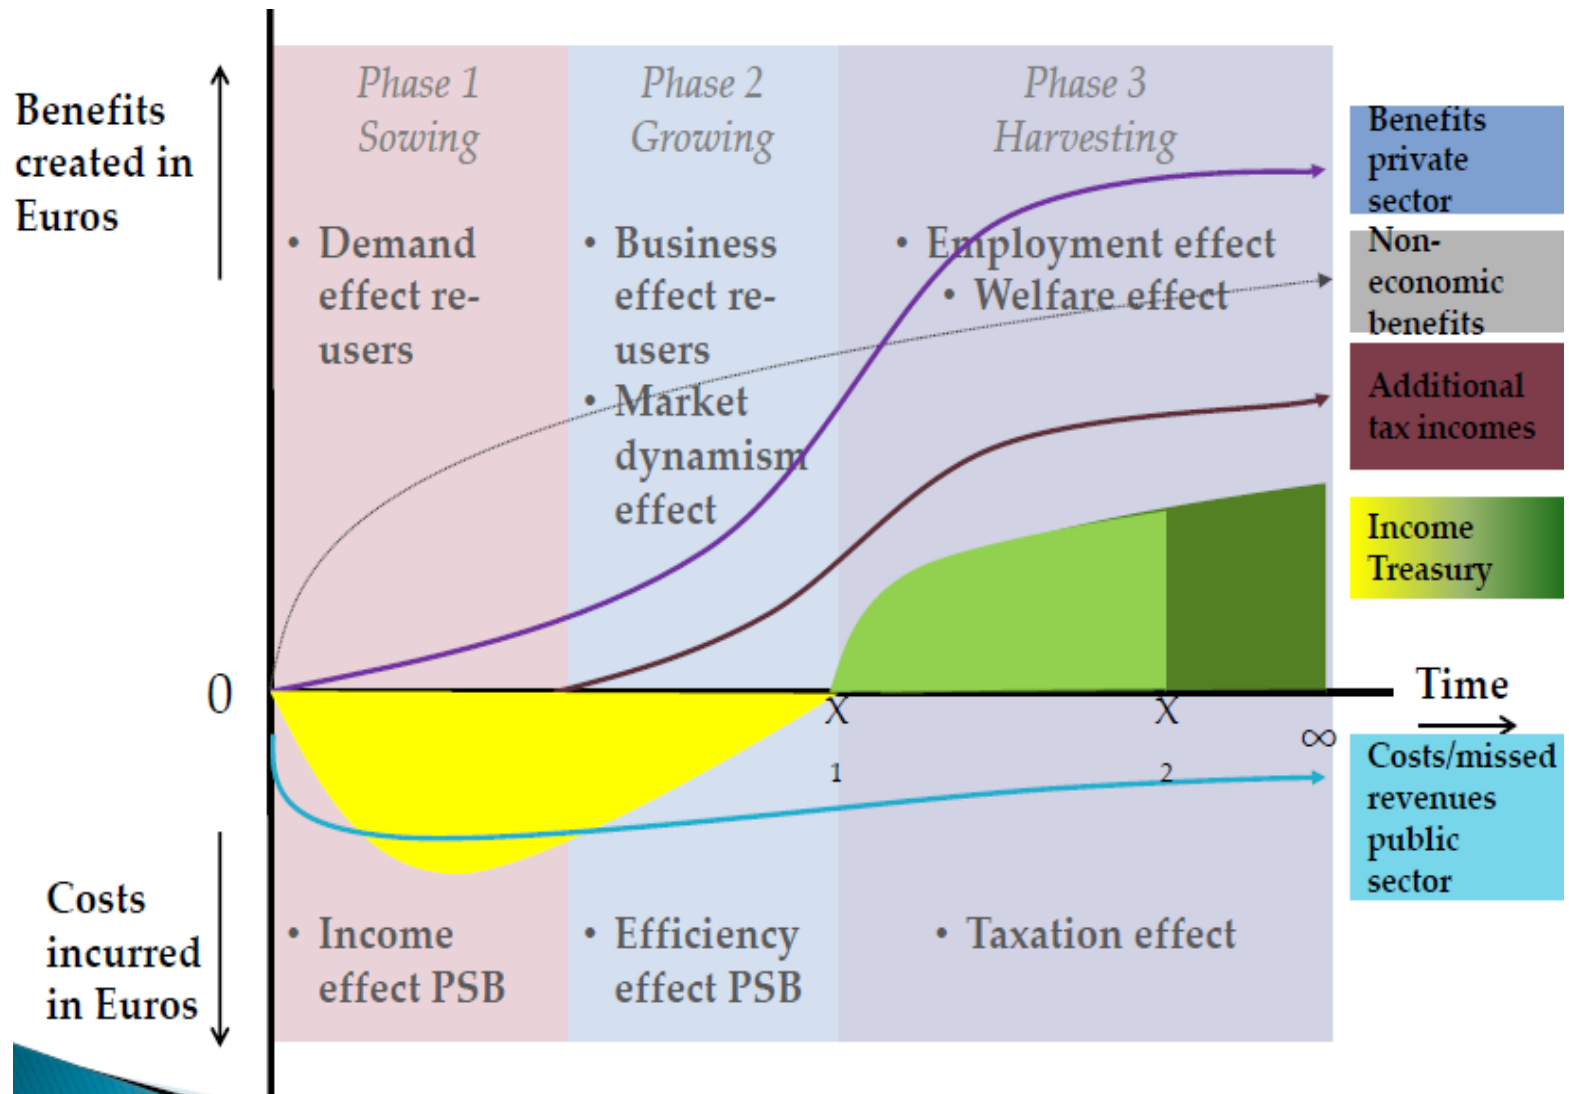 Benefits
created in
Euros
Phase 1
Sowing
Phase 2
Growing
Phase 3
Harvesting
• Demand
effect re-
users
• Business
effect re-
users
• Market
dynamism
effect
• Employment effect
• Welfare effect
Benefits
private
sector
Non-
economic
benefits
Additional
tax incomes
Income
Treasury
0
X
1
X
2
∞
Time
Costs/missed
revenues
public
sector
Costs
incurred
in Euros
• Income
effect PSB
• Efficiency
effect PSB
• Taxation effect